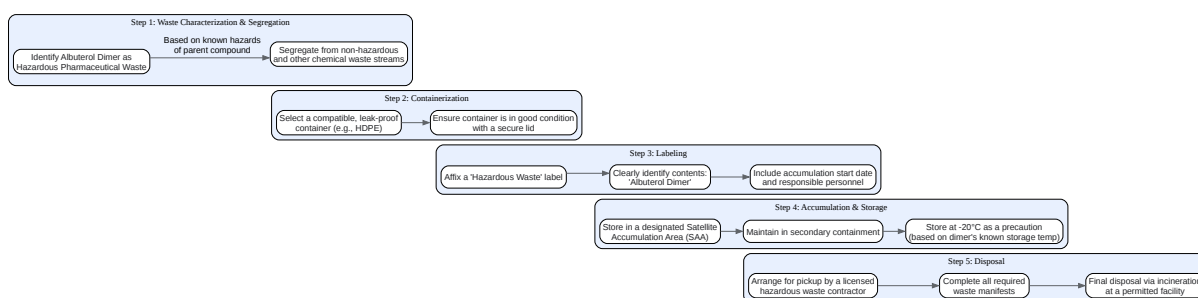 Step 1: Waste Characterization & Segregation
Identify Albuterol Dimer as
Hazardous Pharmaceutical Waste
Based on known hazards
of parent compound
Segregate from non-hazardous
and other chemical waste streams
Step 2: Containerization
Select a compatible, leak-proof
container (e.g., HDPE)
Ensure container is in good condition
with a secure lid
Step 3: Labeling
Affix a 'Hazardous Waste' label
Clearly identify contents:
'Albuterol Dimer'
Include accumulation start date
and responsible personnel
Step 4: Accumulation & Storage
Store in a designated Satellite
Accumulation Area (SAA)
Maintain in secondary containment
Store at -20°C as a precaution
(based on dimer's known storage temp)
Step 5: Disposal
Arrange for pickup by a licensed
hazardous waste contractor
Complete all required
waste manifests
Final disposal via incineration
at a permitted facility